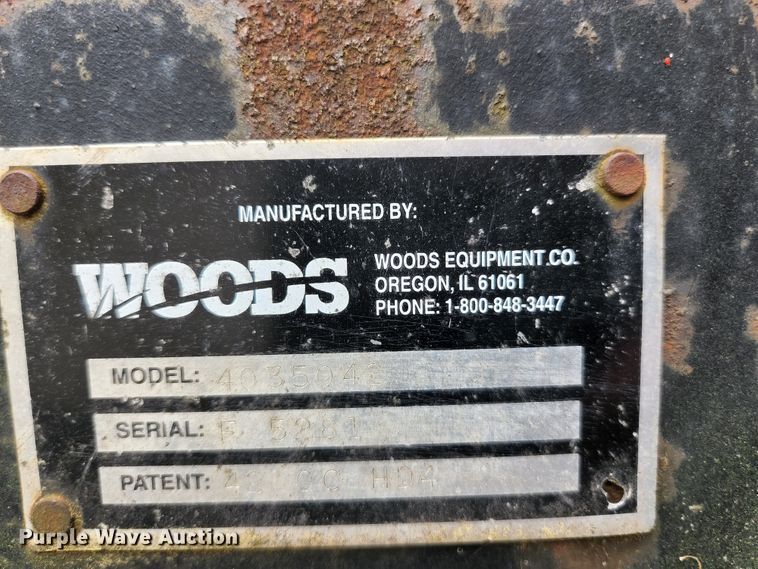 MANUFACTURED BY:
WOODS
WOODS EQUIPMENT CO.
OREGON, IL 61061
PHONE: 1-800-848-3447
MODEL:
SERIAL:
PATENT: HD4
Purple Wave Auction